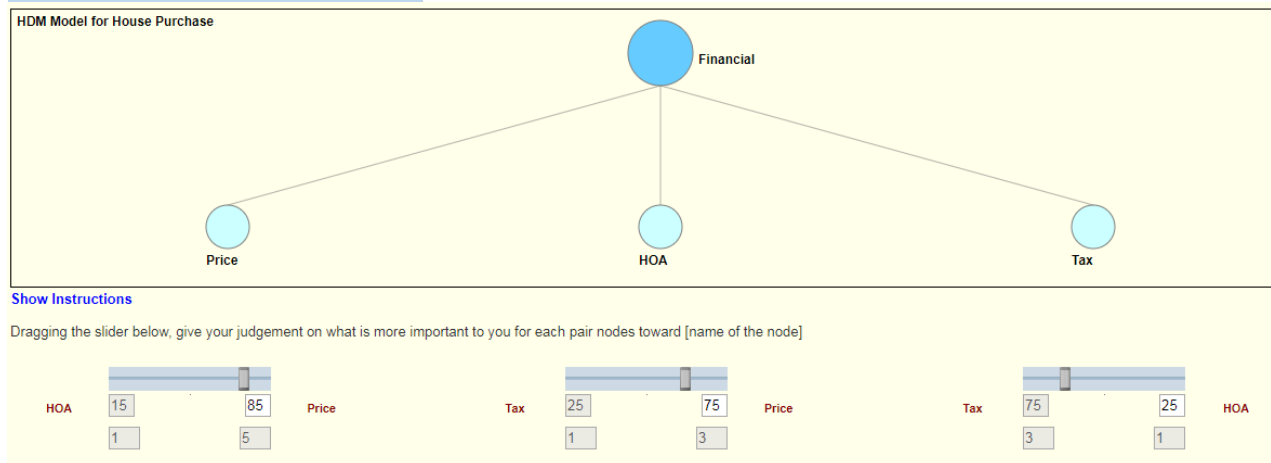 HDM Model for House Purchase
Financial
Price HOA Tax
Show Instructions
Dragging the slider below, give your judgement on what is more important to you for each pair nodes toward [name of the node]
HOA 15 85 Price Tax 25 75 Price Tax 75 25 HOA
1 5 1 3 3 1